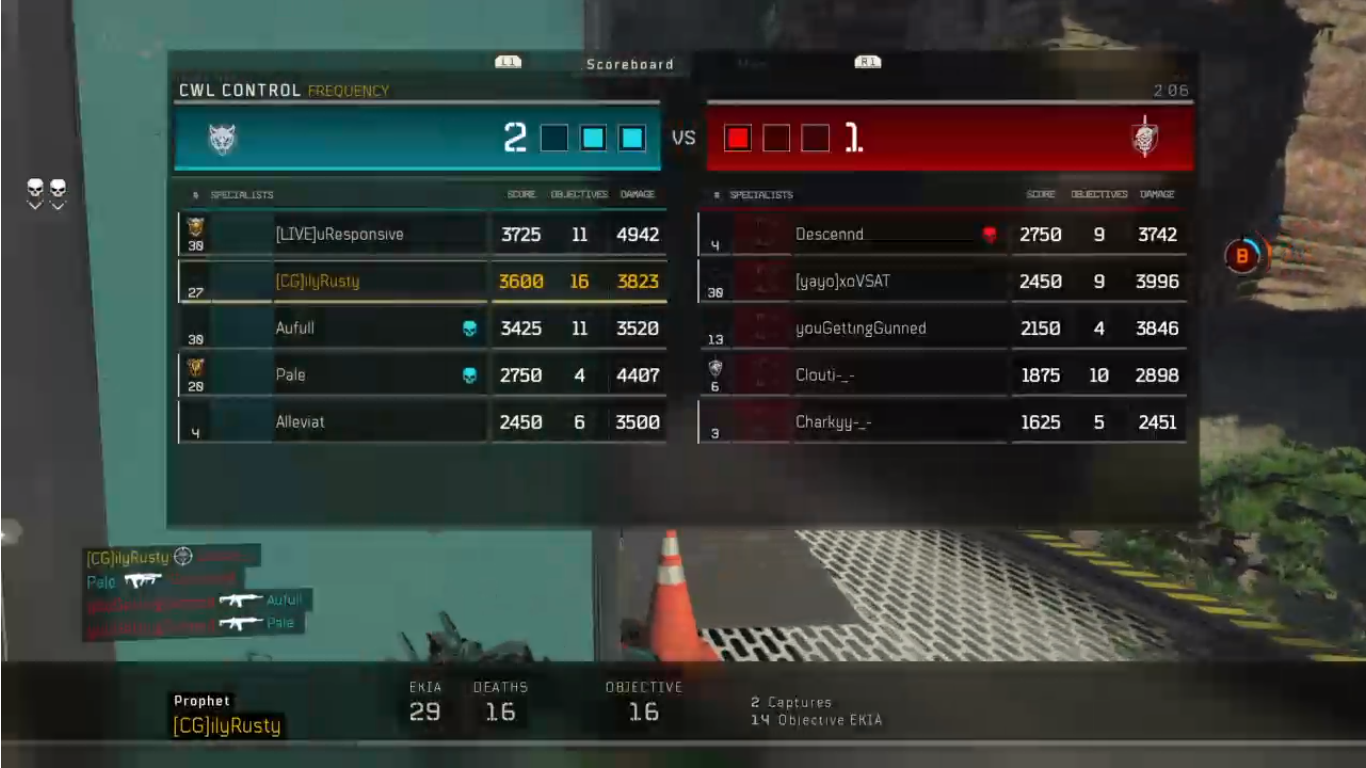 L1 Scoreboard R1
CWL CONTROL FREQUENCY 2:06
2 VS 1
# SPECIALISTS SCORE OBJECTIVES DAMAGE
30 [LIVE]uResponsive 3725 11 4942
27 [CG]ilyRusty 3600 16 3823
30 Aufull 3425 11 3520
20 Pale 2750 4 4407
4 Alleviat 2450 6 3500
# SPECIALISTS SCORE OBJECTIVES DAMAGE
4 Descennd 2750 9 3742
30 [yayo]xoVSAT 2450 9 3996
13 youGettingGunned 2150 4 3846
6 Clouti-_- 1875 10 2898
3 Charkyy-_- 1625 5 2451
B
[CG]ilyRusty
Pale
Aufull
Pale
EKIA DEATHS OBJECTIVE
29 16 16
2 Captures
14 Objective EKIA
Prophet
[CG]ilyRusty